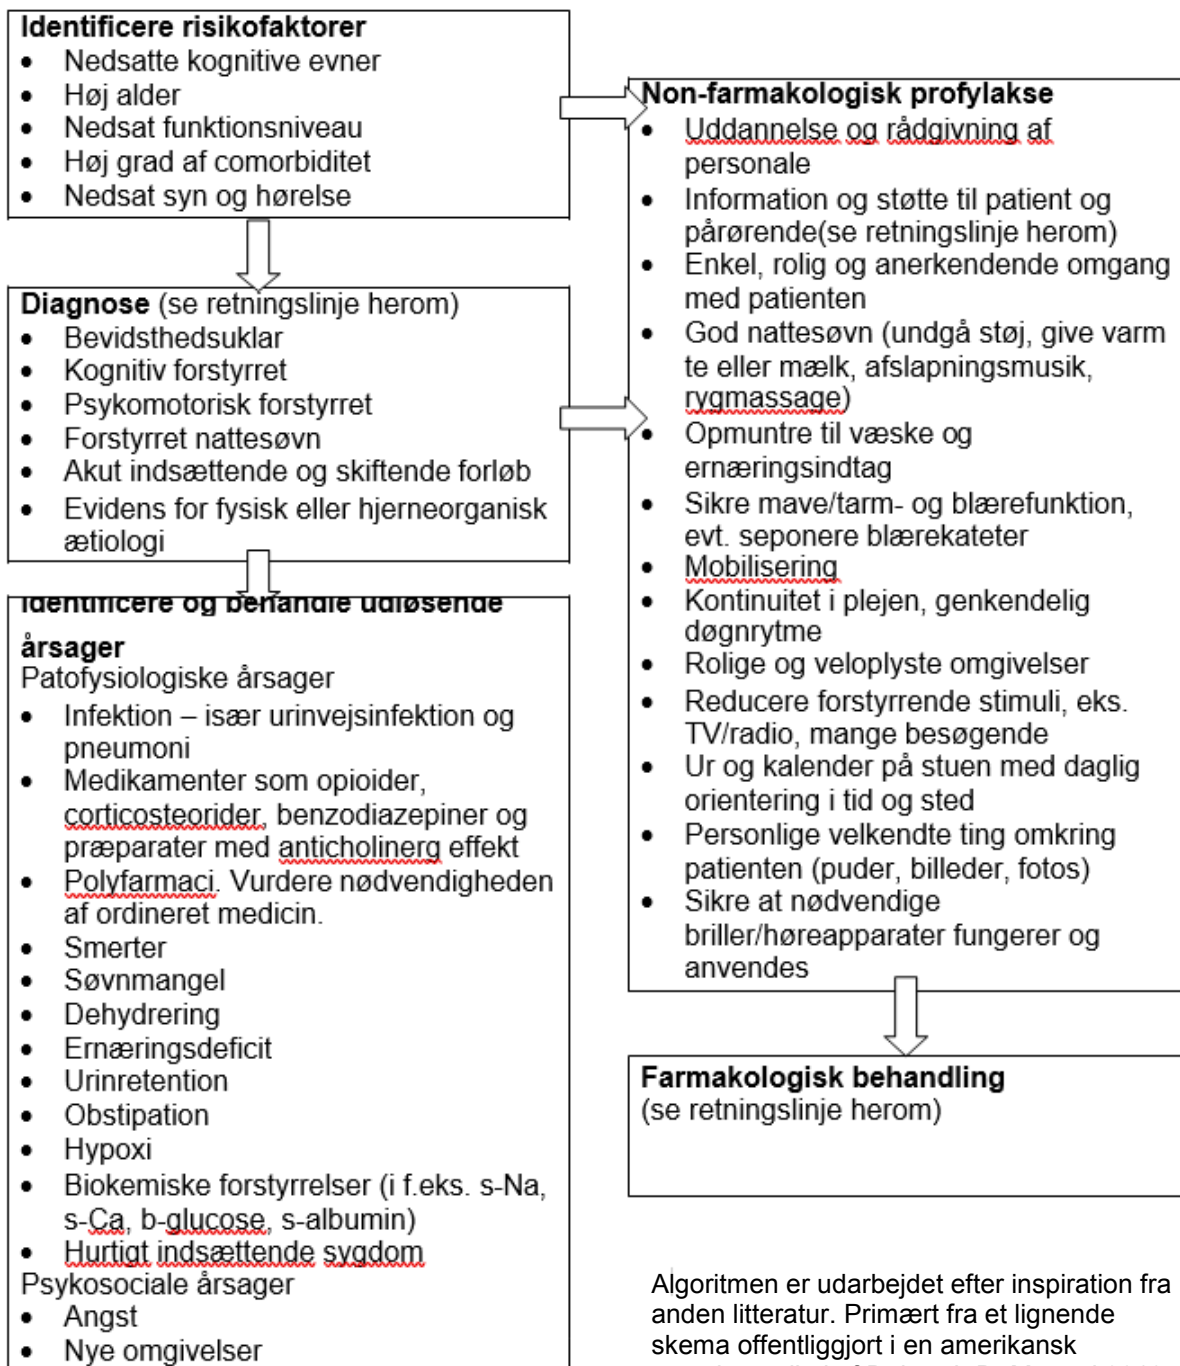 Identificere risikofaktorer
• Nedsatte kognitive evner
• Høj alder
• Nedsat funktionsniveau
• Høj grad af comorbiditet
• Nedsat syn og hørelse
Diagnose (se retningslinje herom)
• Bevidsthedsuklar
• Kognitiv forstyrret
• Psykomotorisk forstyrret
• Forstyrret nattesøvn
• Akut indsættende og skiftende forløb
• Evidens for fysisk eller hjerneorganisk
ætiologi
Identificere og behandle udløsende
årsager
Patofysiologiske årsager
• Infektion – især urinvejsinfektion og
pneumoni
• Medikamenter som opioider,
corticosteorider, benzodiazepiner og
præparater med anticholinerg effekt
• Polyfarmaci. Vurdere nødvendigheden
af ordineret medicin.
• Smerter
• Søvnmangel
• Dehydrering
• Ernæringsdeficit
• Urinretention
• Obstipation
• Hypoxi
• Biokemiske forstyrrelser (i f.eks. s-Na,
s-Ca, b-glucose, s-albumin)
• Hurtigt indsættende sygdom
Psykosociale årsager
• Angst
• Nye omgivelser
Non-farmakologisk profylakse
• Uddannelse og rådgivning af
personale
• Information og støtte til patient og
pårørende(se retningslinje herom)
• Enkel, rolig og anerkendende omgang
med patienten
• God nattesøvn (undgå støj, give varm
te eller mælk, afslapningsmusik,
rygmassage)
• Opmuntre til væske og
ernæringsindtag
• Sikre mave/tarm- og blærefunktion,
evt. seponere blærekateter
• Mobilisering
• Kontinuitet i plejen, genkendelig
døgnrytme
• Rolige og veloplyste omgivelser
• Reducere forstyrrende stimuli, eks.
TV/radio, mange besøgende
• Ur og kalender på stuen med daglig
orientering i tid og sted
• Personlige velkendte ting omkring
patienten (puder, billeder, fotos)
• Sikre at nødvendige
briller/høreapparater fungerer og
anvendes
Farmakologisk behandling
(se retningslinje herom)
Algoritmen er udarbejdet efter inspiration fra
anden litteratur. Primært fra et lignende
skema offentliggjort i en amerikansk